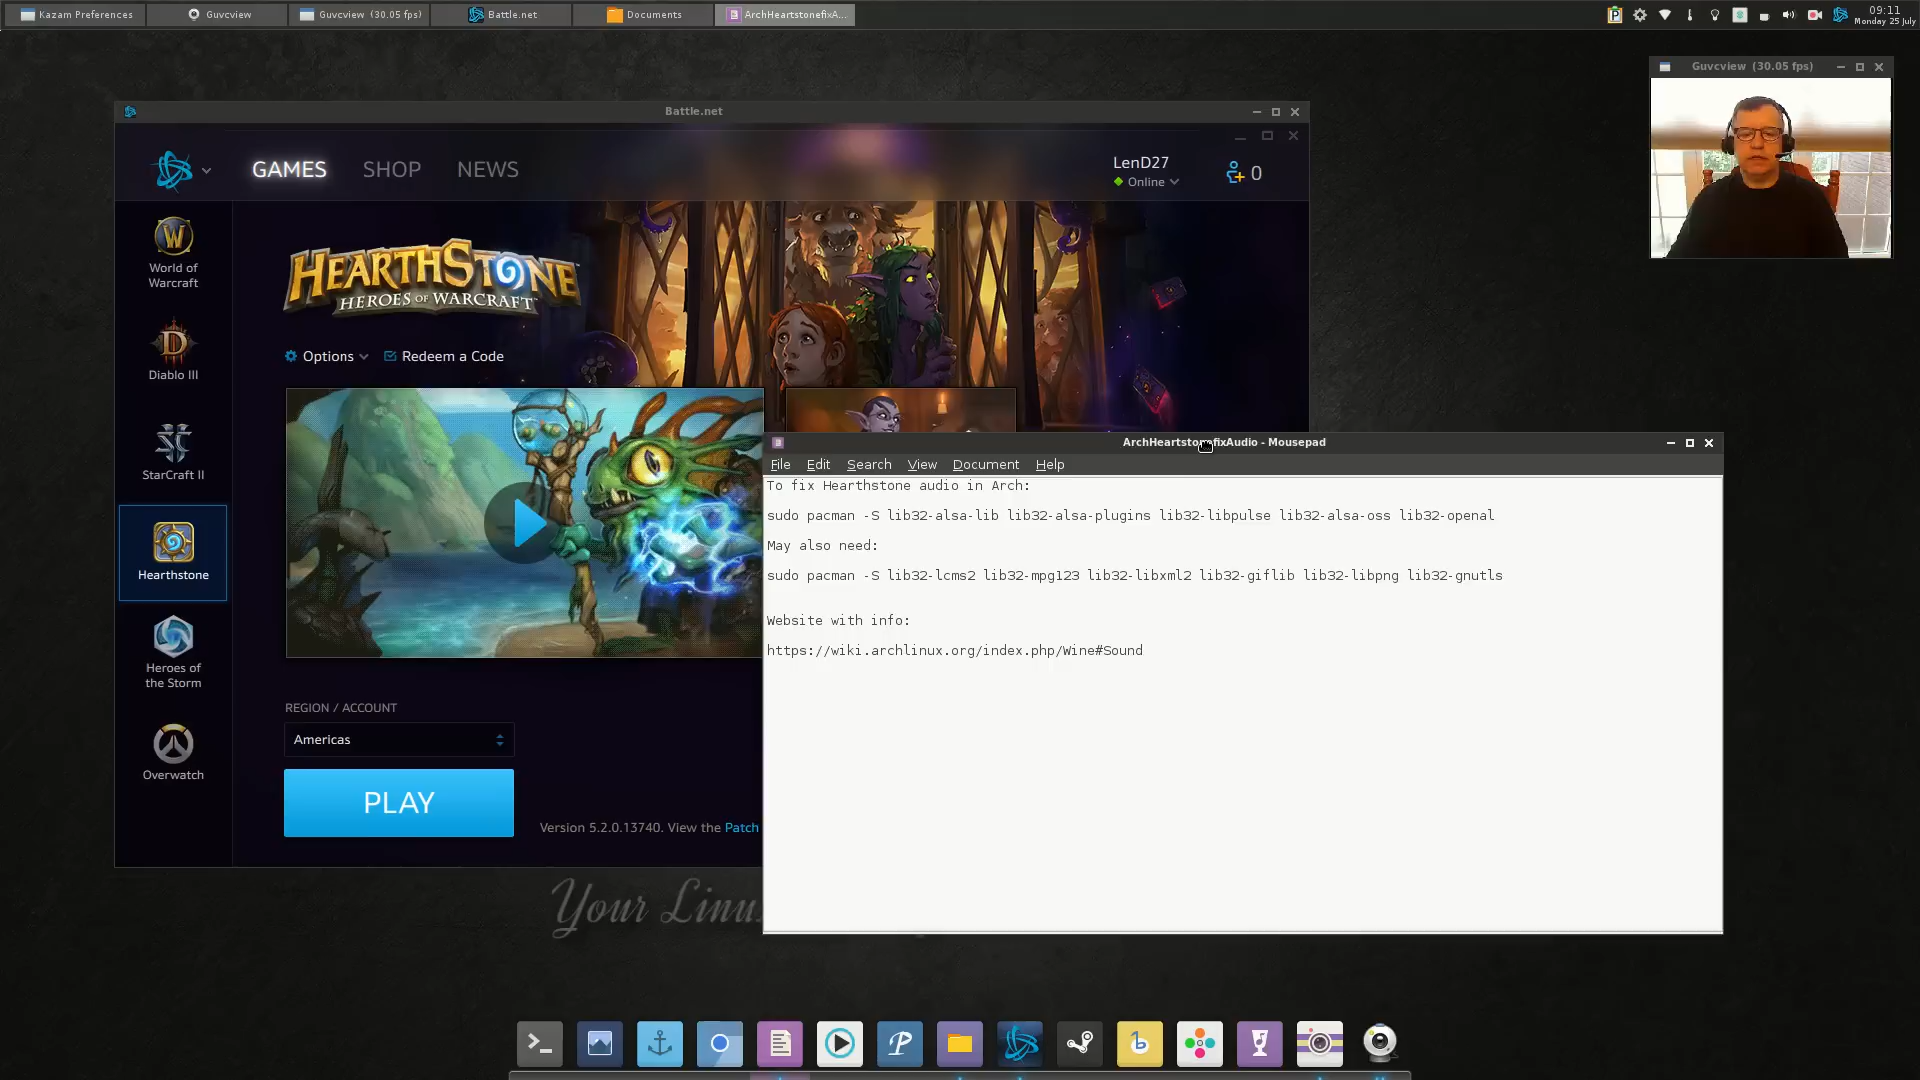 Kazam Preferences
Guvcview
Guvcview (30.05 fps)
Battle.net
Documents
ArchHeartstonefixA...
09:11
Monday 25 July
Guvcview (30.05 fps)
Battle.net
GAMES
SHOP
NEWS
LenD27
Online
0
World of
Warcraft
Diablo III
StarCraft II
Hearthstone
Heroes of
the Storm
Overwatch
HEARTHSTONE
HEROES OF WARCRAFT
Options
Redeem a Code
REGION / ACCOUNT
Americas
PLAY
Version 5.2.0.13740. View the Patch
ArchHeartstonefixAudio - Mousepad
File Edit Search View Document Help
To fix Hearthstone audio in Arch:
sudo pacman -S lib32-alsa-lib lib32-alsa-plugins lib32-libpulse lib32-alsa-oss lib32-openal
May also need:
sudo pacman -S lib32-lcms2 lib32-mpg123 lib32-libxml2 lib32-giflib lib32-libpng lib32-gnutls
Website with info:
https://wiki.archlinux.org/index.php/Wine#Sound
Your